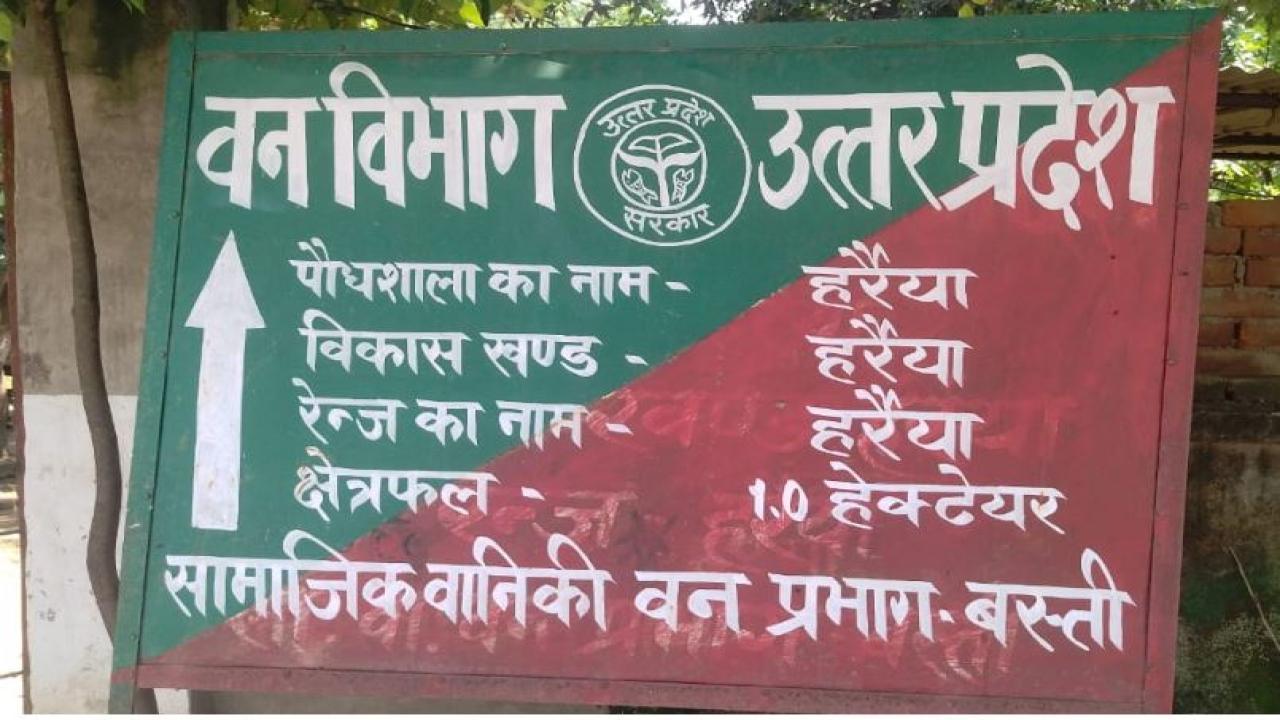 वन विभाग उत्तर प्रदेश
उत्तर प्रदेश
सरकार
पौधशाला का नाम - हरैया
विकास खण्ड - हरैया
रेन्ज का नाम - हरैया
क्षेत्रफल - 1.0 हेक्टेयर
सामाजिक वानिकी वन प्रभाग - बस्ती